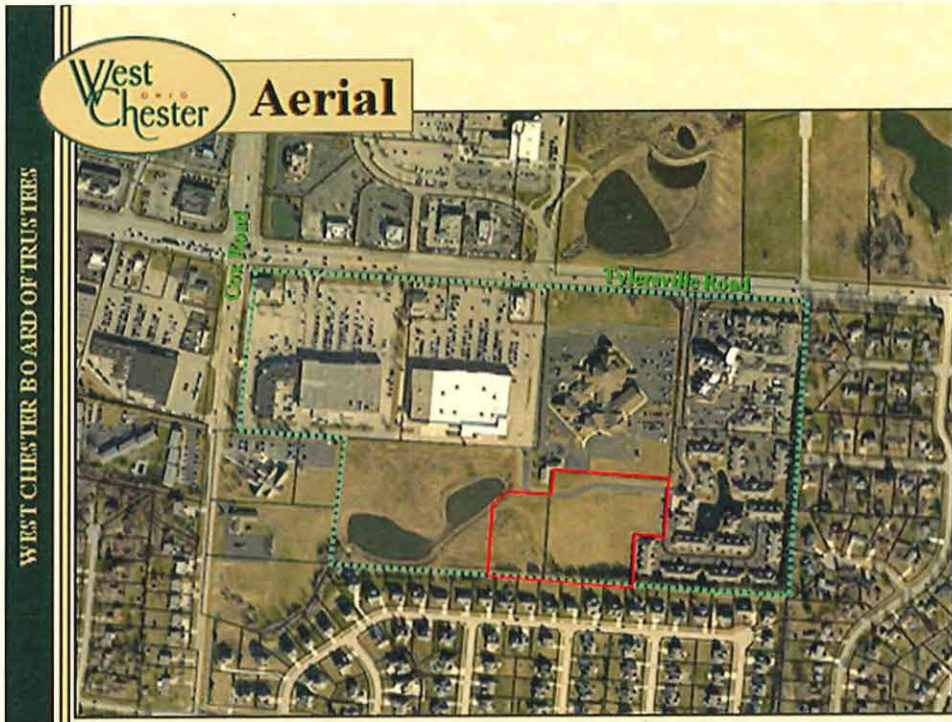 West
OHIO
Chester
Aerial
WEST CHESTER BOARD OF TRUSTEES
Cox Road
Tylersville Road